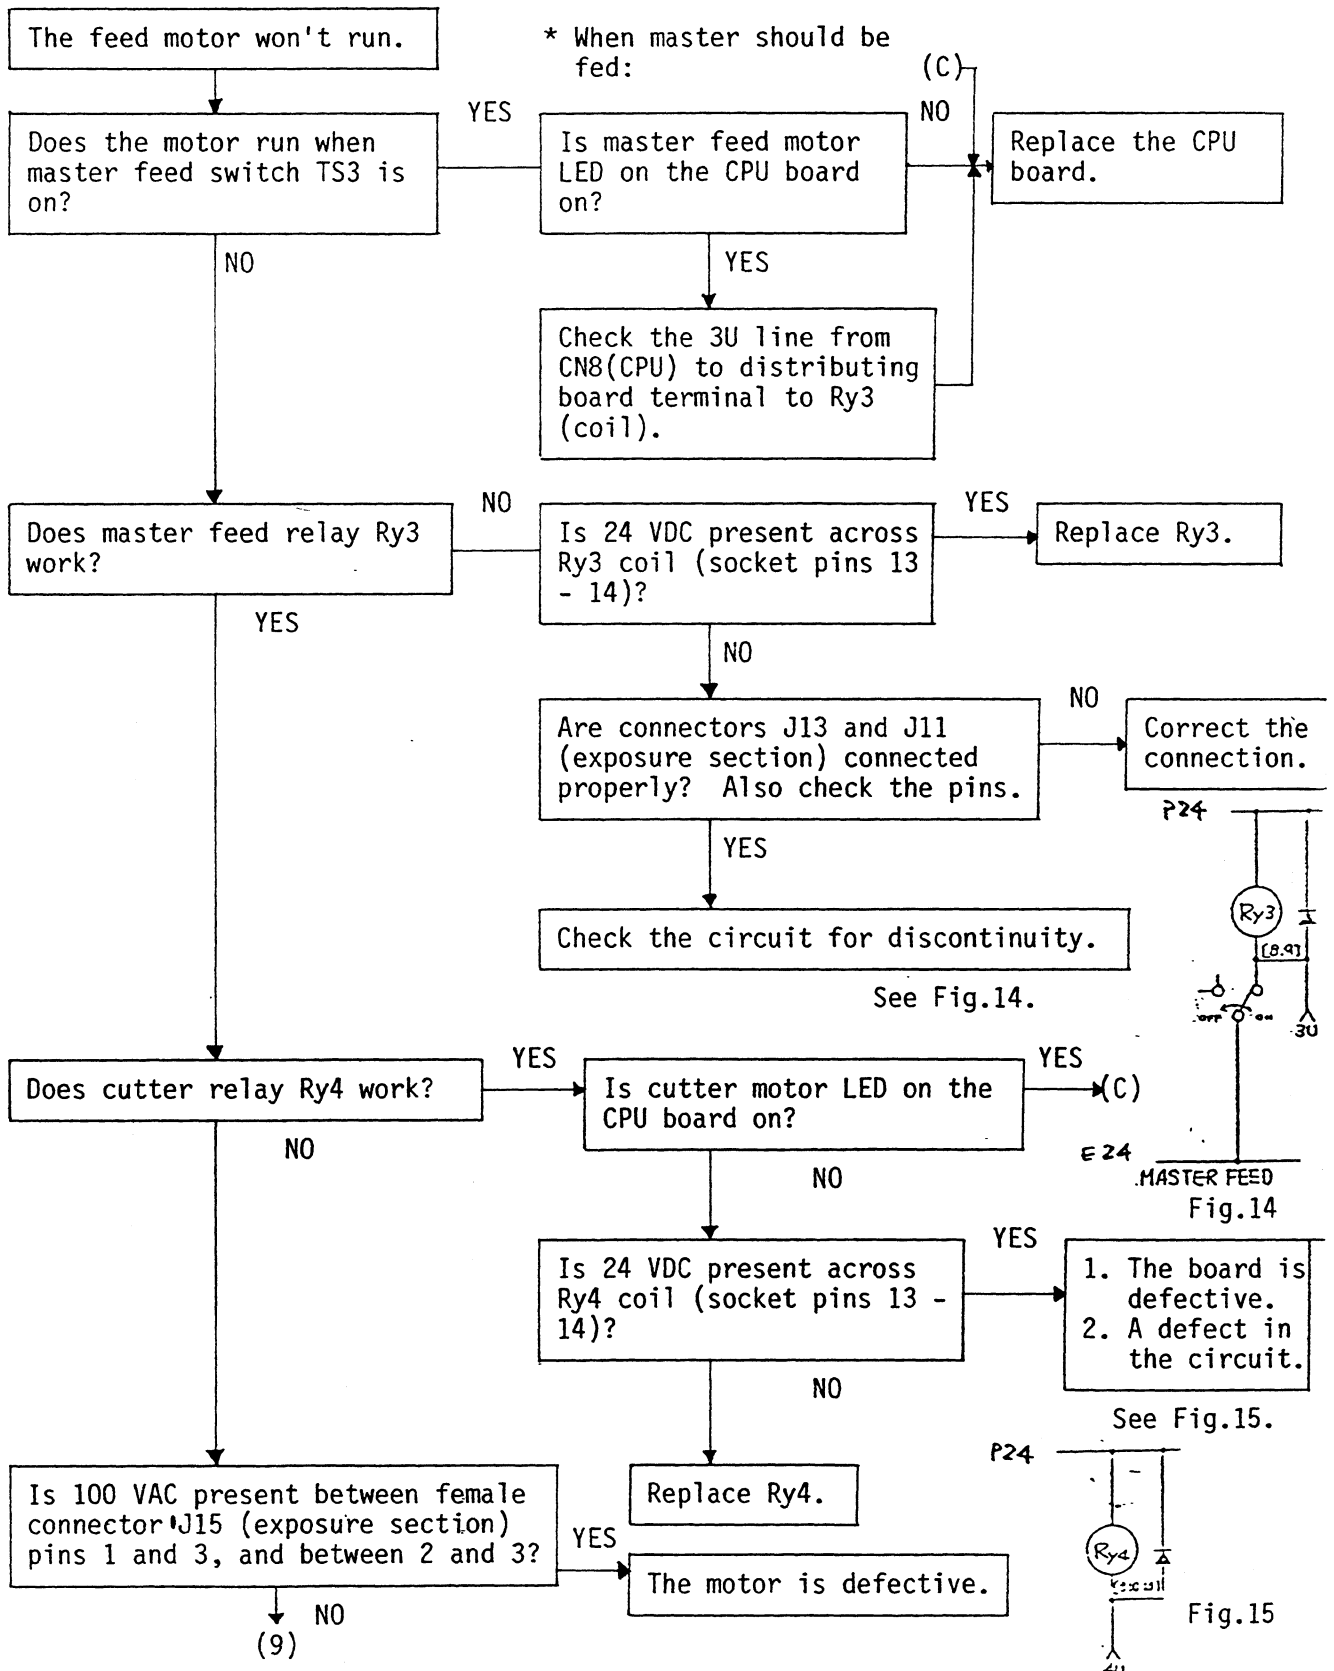 The feed motor won't run.
* When master should be
fed:
(C)
YES
NO
Does the motor run when
master feed switch TS3 is
on?
Is master feed motor
LED on the CPU board
on?
Replace the CPU
board.
NO
YES
Check the 3U line from
CN8(CPU) to distributing
board terminal to Ry3
(coil).
NO
YES
Does master feed relay Ry3
work?
Is 24 VDC present across
Ry3 coil (socket pins 13
- 14)?
Replace Ry3.
YES
NO
NO
Are connectors J13 and J11
(exposure section) connected
properly? Also check the pins.
Correct the
connection.
P24
YES
Ry3
Check the circuit for discontinuity.
[8.9]
See Fig.14.
OFF
ON
3U
YES
YES
Does cutter relay Ry4 work?
Is cutter motor LED on the
CPU board on?
(C)
NO
E24
NO
MASTER FEED
Fig.14
YES
Is 24 VDC present across
Ry4 coil (socket pins 13 -
14)?
1. The board is
defective.
2. A defect in
the circuit.
NO
See Fig.15.
P24
Is 100 VAC present between female
connector J15 (exposure section)
pins 1 and 3, and between 2 and 3?
Replace Ry4.
YES
Ry4
The motor is defective.
NO
Fig.15
(9)
4U